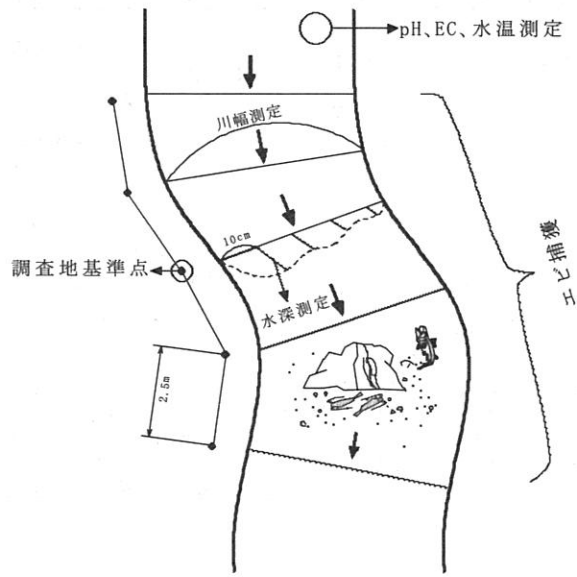 pH、EC、水温測定
川幅測定
10cm
調査地基準点
水深測定
エビ捕獲
2.5m